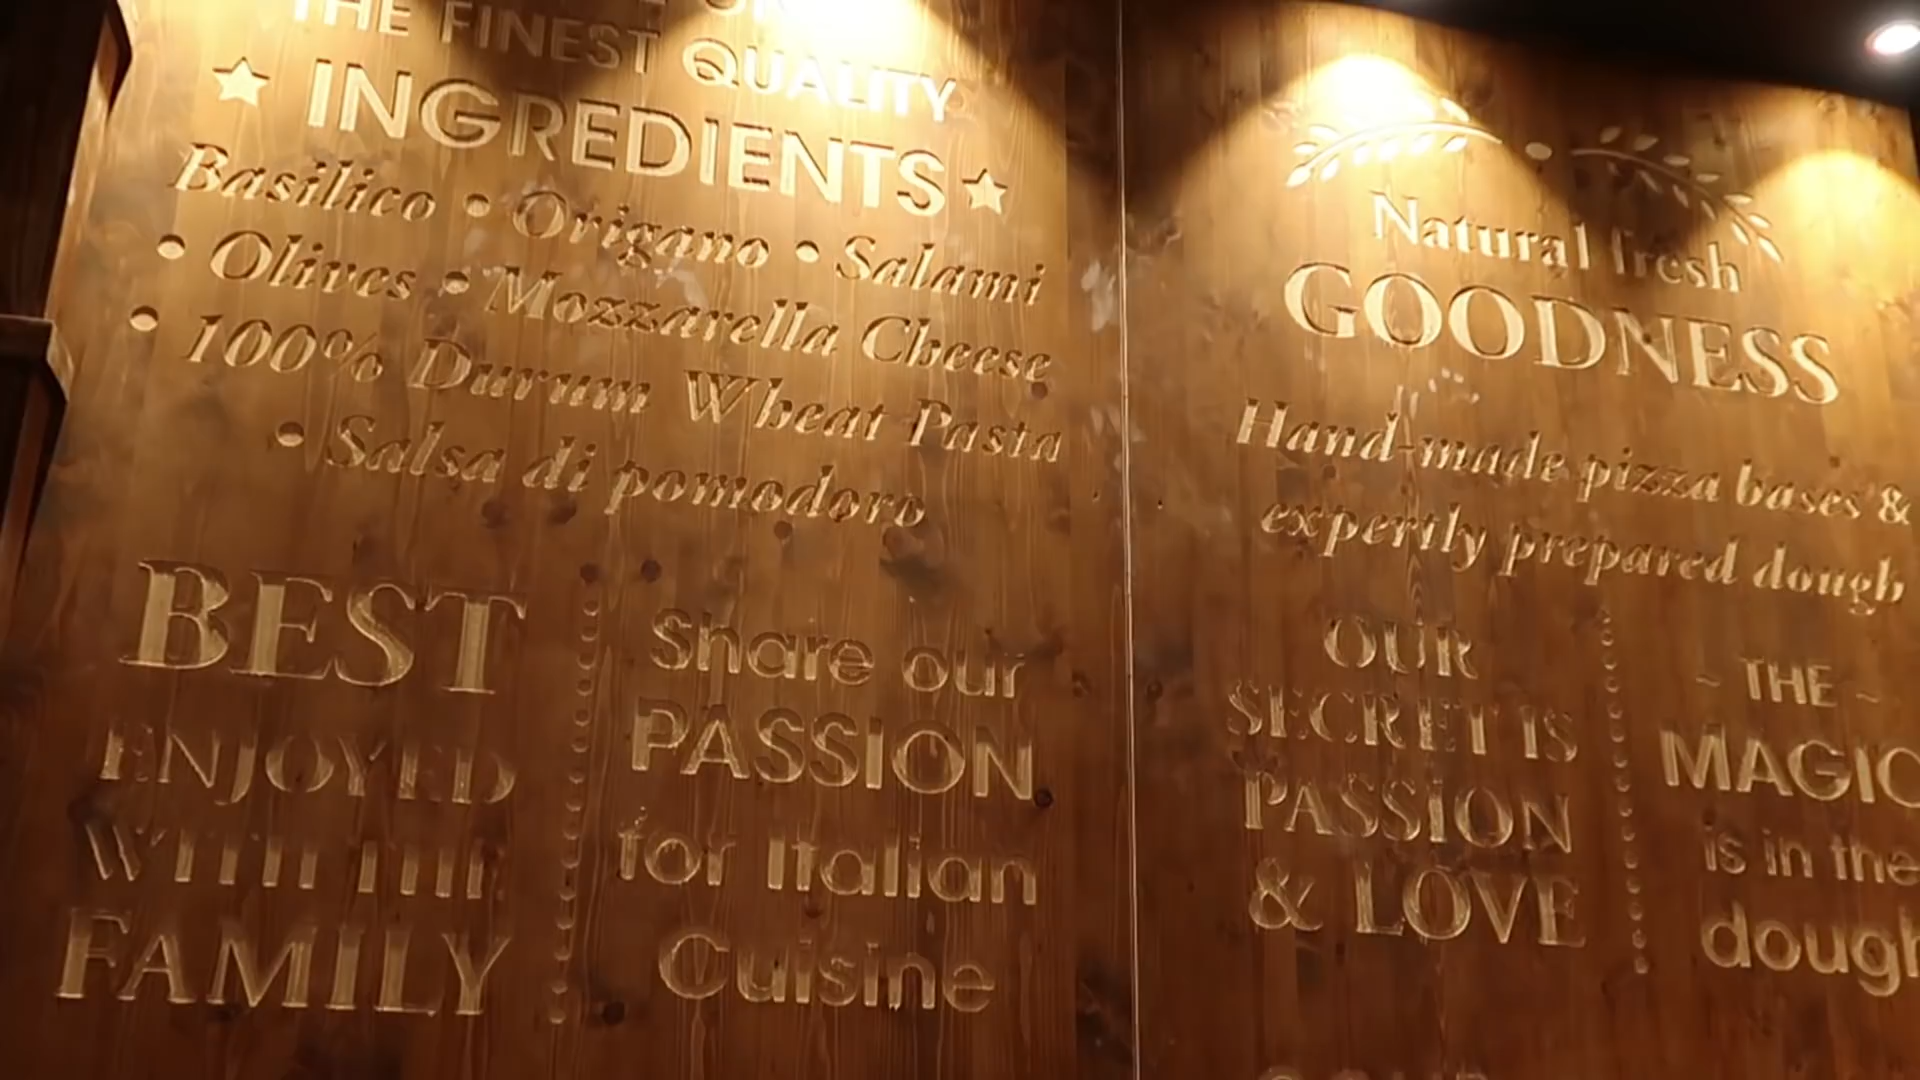 THE FINEST QUALITY
INGREDIENTS
Basilico • Origano • Salami
• Olives • Mozzarella Cheese
• 100% Durum Wheat Pasta
• Salsa di pomodoro
BEST
ENJOYED
WITH THE
FAMILY
Share our
PASSION
for Italian
Cuisine
Natural fresh
GOODNESS
Hand-made pizza bases &
expertly prepared dough
OUR
SECRET IS
PASSION
& LOVE
~ THE ~
MAGIC
is in the
dough